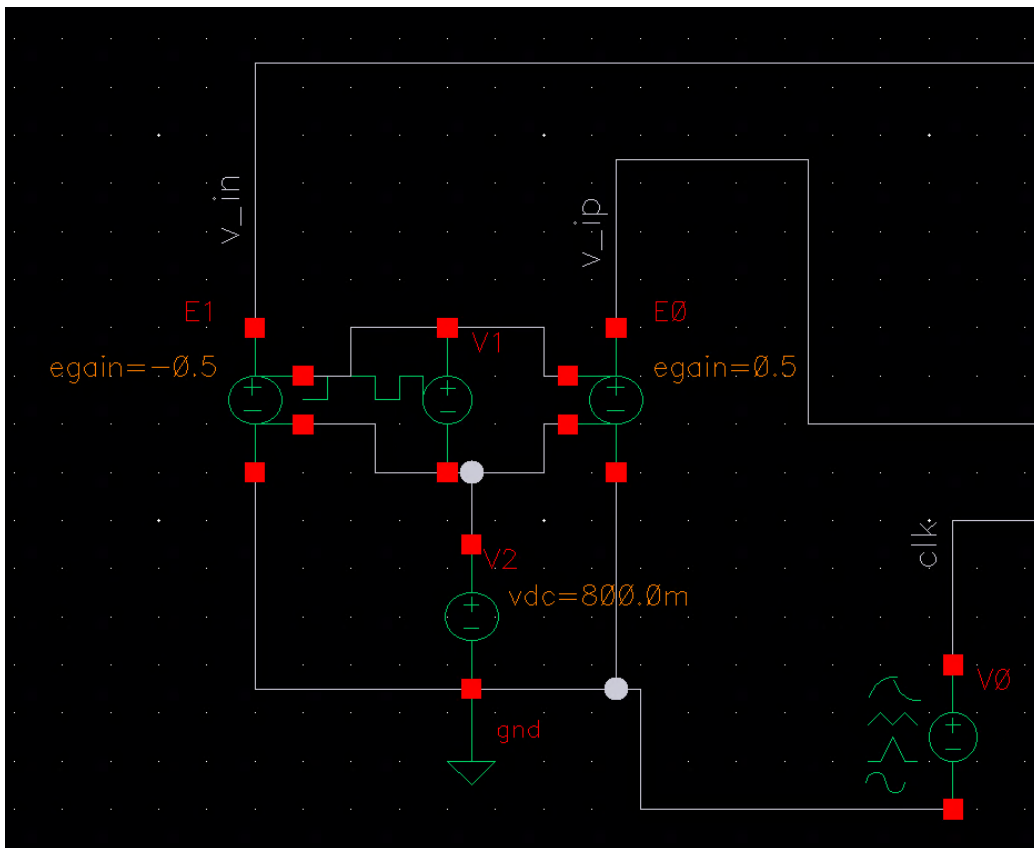 v_in
v_ip
E1
V1
E0
egain=-0.5
egain=0.5
clk
V2
vdc=800.0m
V0
gnd